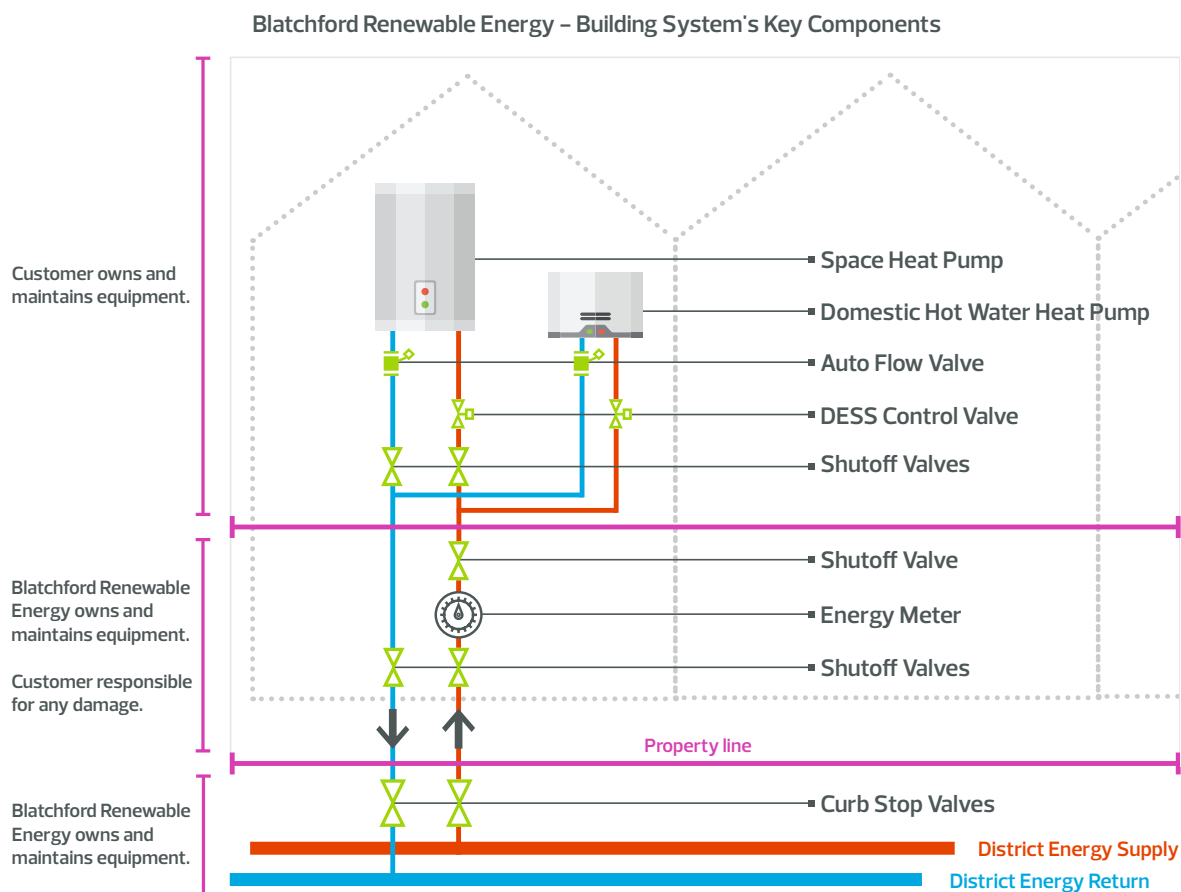 Blatchford Renewable Energy – Building System's Key Components
Customer owns and
maintains equipment.
Space Heat Pump
Domestic Hot Water Heat Pump
Auto Flow Valve
DESS Control Valve
Shutoff Valves
Blatchford Renewable
Energy owns and
maintains equipment.
Customer responsible
for any damage.
Shutoff Valve
Energy Meter
Shutoff Valves
Property line
Blatchford Renewable
Energy owns and
maintains equipment.
Curb Stop Valves
District Energy Supply
District Energy Return